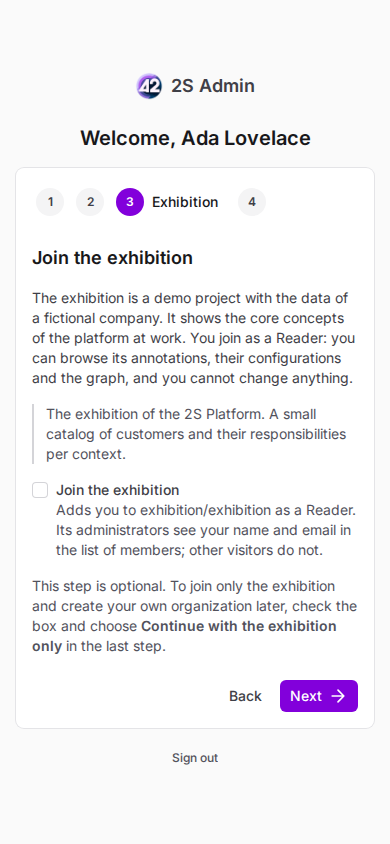 42 2S Admin
Welcome, Ada Lovelace
1 2 3 Exhibition 4
Join the exhibition
The exhibition is a demo project with the data of
a fictional company. It shows the core concepts
of the platform at work. You join as a Reader: you
can browse its annotations, their configurations
and the graph, and you cannot change anything.
The exhibition of the 2S Platform. A small
catalog of customers and their responsibilities
per context.
Join the exhibition
Adds you to exhibition/exhibition as a Reader.
Its administrators see your name and email in
the list of members; other visitors do not.
This step is optional. To join only the exhibition
and create your own organization later, check the
box and choose Continue with the exhibition
only in the last step.
Back Next
Sign out